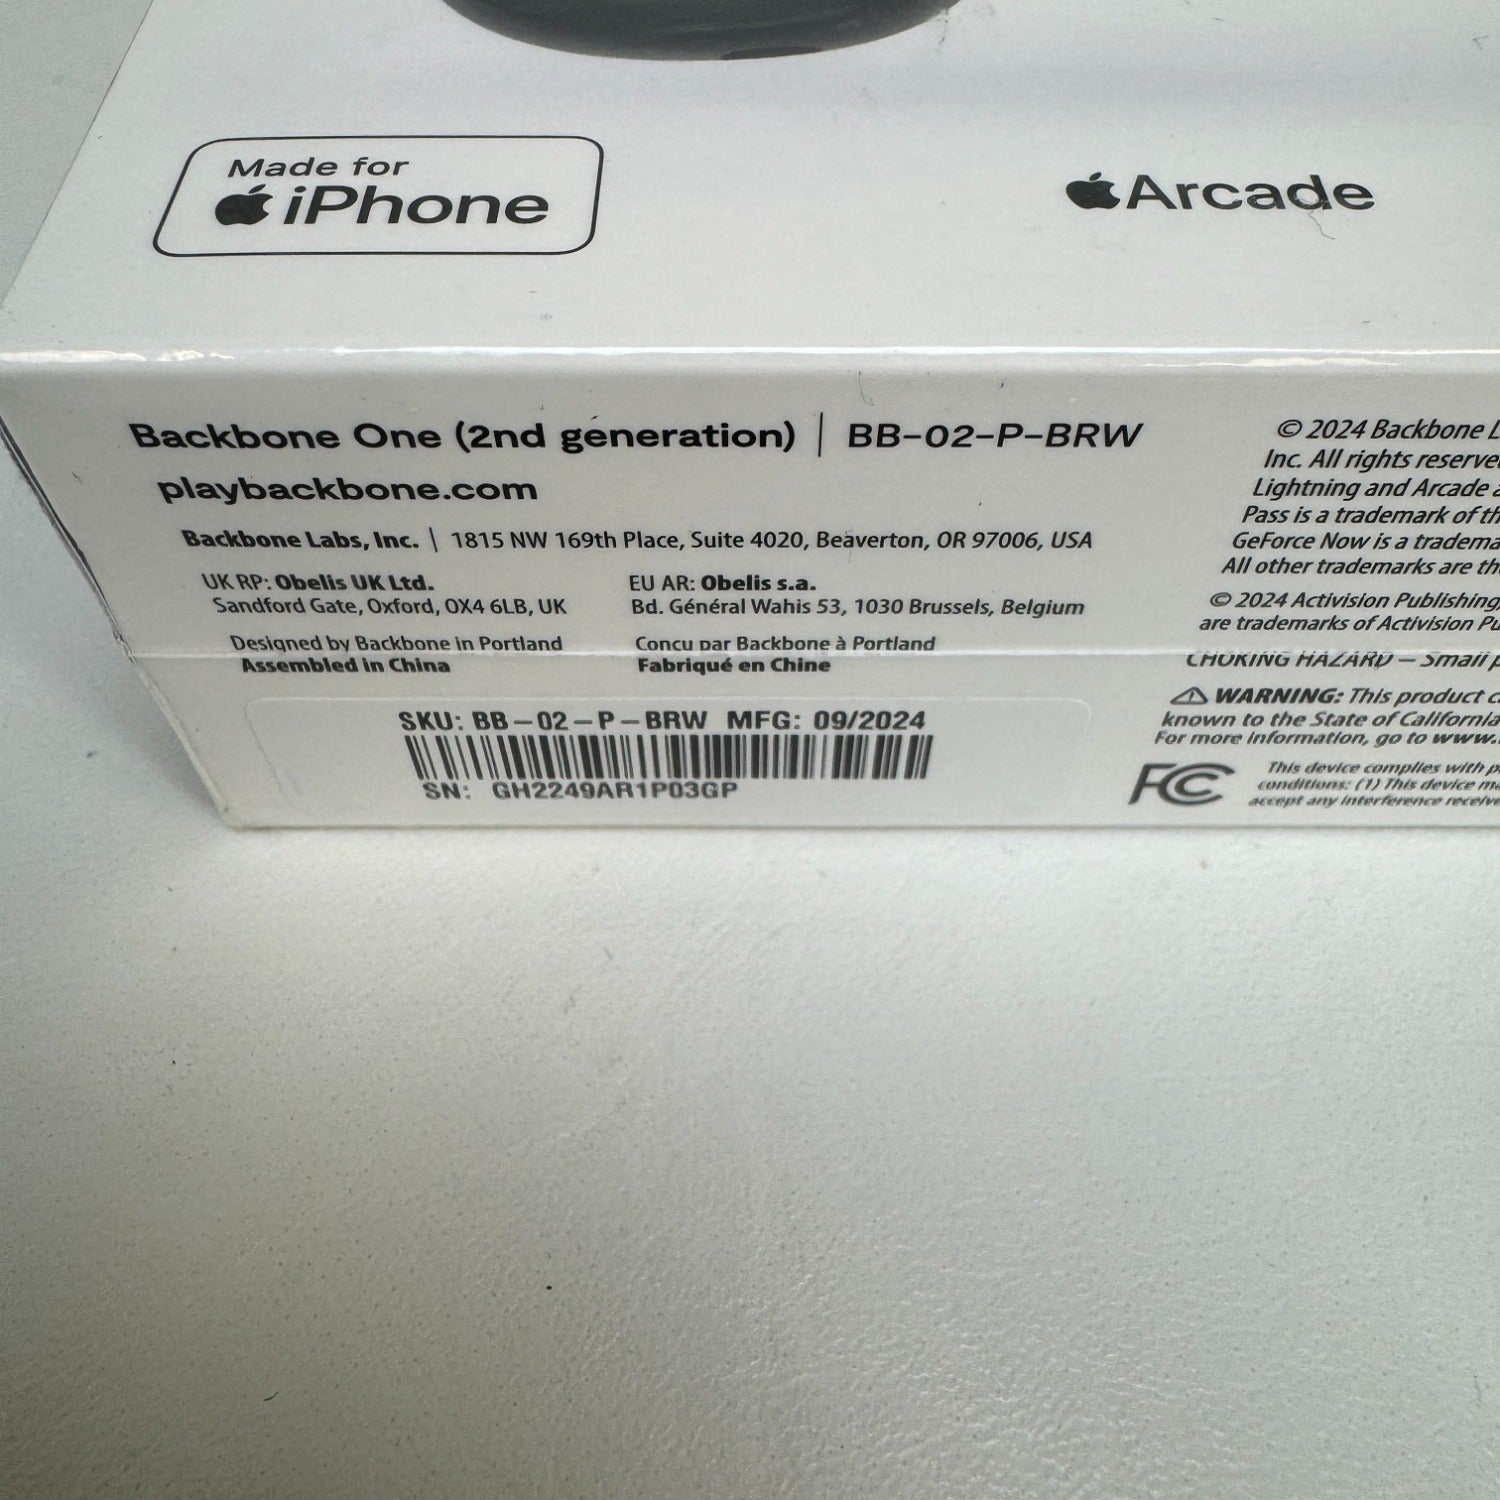 Made for
iPhone
Arcade
Backbone One (2nd generation) | BB-02-P-BRW
playbackbone.com
Backbone Labs, Inc. | 1815 NW 169th Place, Suite 4020, Beaverton, OR 97006, USA
UK RP: Obelis UK Ltd.
Sandford Gate, Oxford, OX4 6LB, UK
EU AR: Obelis s.a.
Bd. Général Wahis 53, 1030 Brussels, Belgium
Designed by Backbone in Portland
Assembled in China
Concu par Backbone à Portland
Fabriqué en Chine
SKU: BB-02-P-BRW MFG: 09/2024
SN: GH2249AR1P03GP
© 2024 Backbone
Inc. All rights
Lightning and Arcade
Pass is a trademark of
GeForce Now is a
All other trademarks are
© 2024 Activision Publishing,
are trademarks of Activision
CHOKING HAZARD – Small
WARNING: This product
known to the State of California
For more information, go to www.
FC
This device complies with
conditions: (1) This device
accept any interference